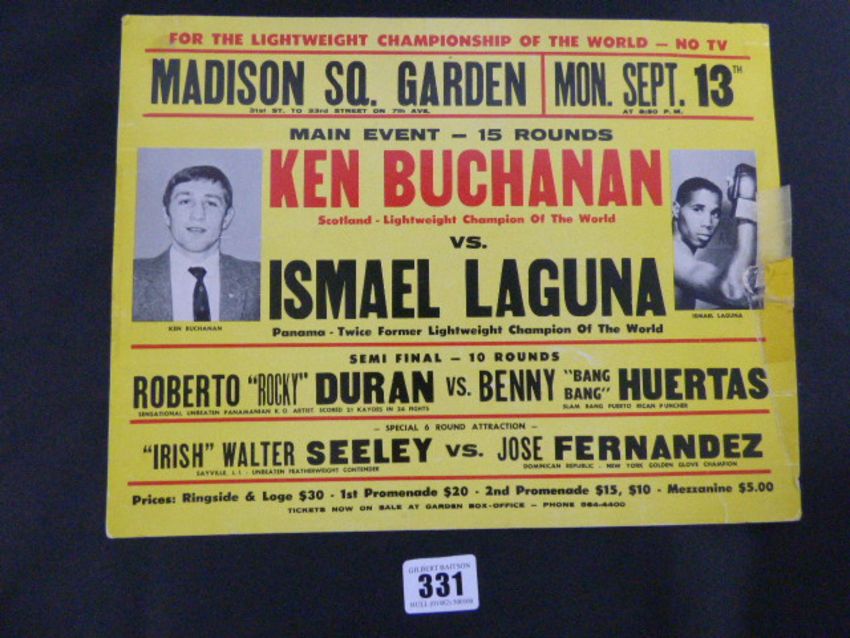 FOR THE LIGHTWEIGHT CHAMPIONSHIP OF THE WORLD — NO TV
MADISON SQ. GARDEN
31st ST. TO 33rd STREET ON 7th AVE.
MON. SEPT. 13TH
AT 8:30 P.M.
MAIN EVENT — 15 ROUNDS
KEN BUCHANAN
Scotland - Lightweight Champion Of The World
VS.
ISMAEL LAGUNA
Panama - Twice Former Lightweight Champion Of The World
KEN BUCHANAN
ISMAEL LAGUNA
SEMI FINAL — 10 ROUNDS
ROBERTO "ROCKY" DURAN VS. BENNY "BANG BANG" HUERTAS
SENSATIONAL UNBEATEN PANAMANIAN K.O. ARTIST SCORED 21 KAYOES IN 24 FIGHTS
SLAM BANG PUERTO RICAN PUNCHER
— SPECIAL 6 ROUND ATTRACTION —
"IRISH" WALTER SEELEY VS. JOSE FERNANDEZ
SAYVILLE, L.I. - UNBEATEN FEATHERWEIGHT CONTENDER
DOMINICAN REPUBLIC - NEW YORK GOLDEN GLOVE CHAMPION
Prices: Ringside & Loge $30 - 1st Promenade $20 - 2nd Promenade $15, $10 - Mezzanine $5.00
TICKETS NOW ON SALE AT GARDEN BOX-OFFICE — PHONE 564-4400
GILBERT BAITSON
331
HULL (01482) 500500